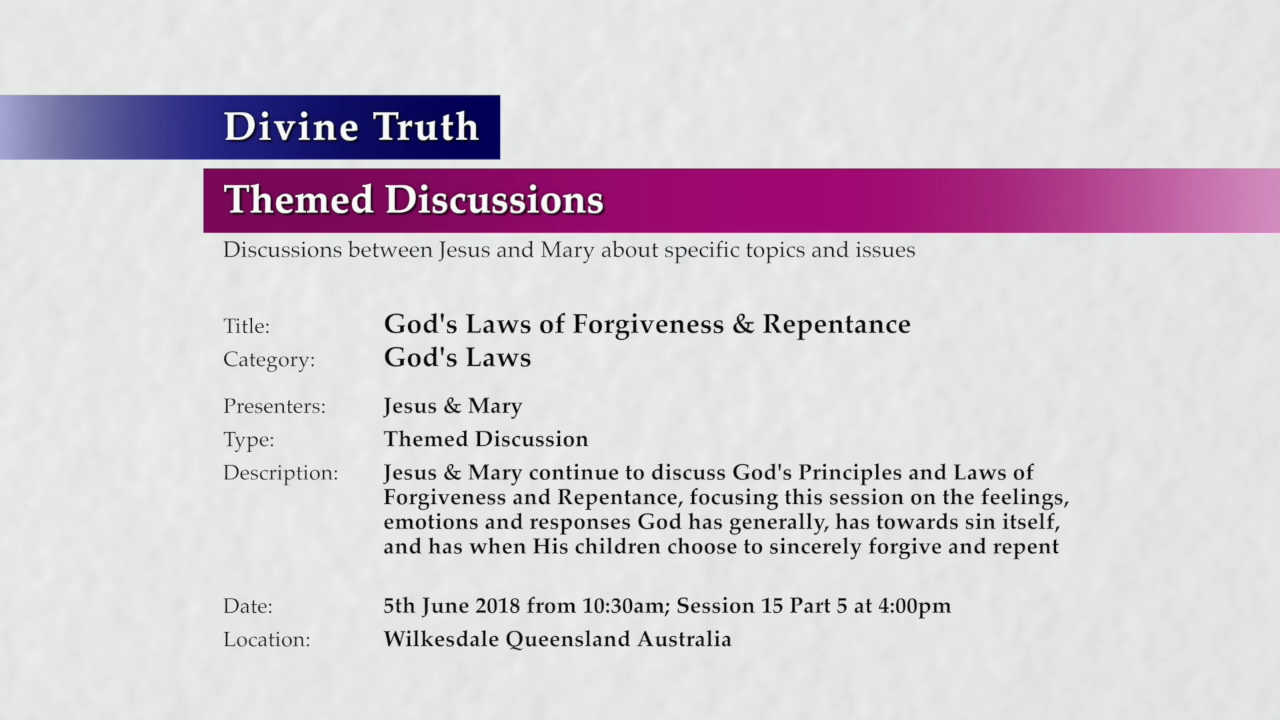 Divine Truth
Themed Discussions
Discussions between Jesus and Mary about specific topics and issues
Title: God's Laws of Forgiveness & Repentance
Category: God's Laws
Presenters: Jesus & Mary
Type: Themed Discussion
Description: Jesus & Mary continue to discuss God's Principles and Laws of
Forgiveness and Repentance, focusing this session on the feelings,
emotions and responses God has generally, has towards sin itself,
and has when His children choose to sincerely forgive and repent
Date: 5th June 2018 from 10:30am; Session 15 Part 5 at 4:00pm
Location: Wilkesdale Queensland Australia